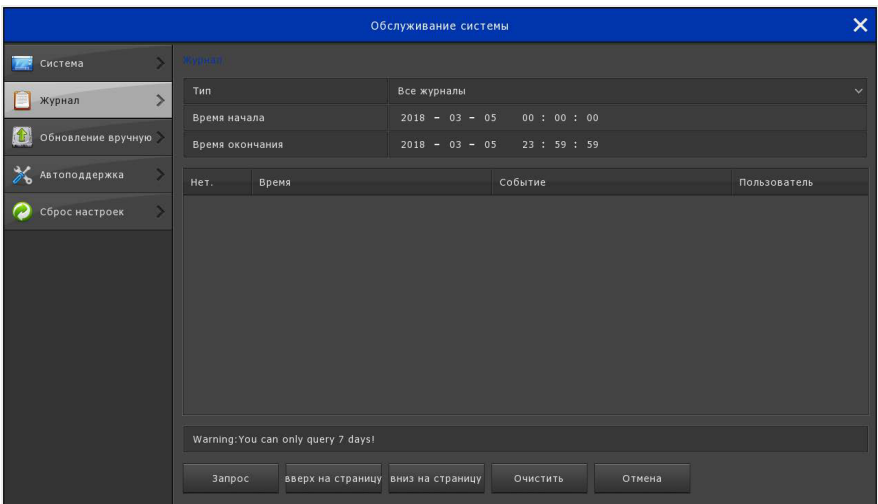 Обслуживание системы
Система
Журнал
Обновление вручную
Автоподдержка
Сброс настроек
Журнал
Тип Все журналы
Время начала 2018 - 03 - 05 00 : 00 : 00
Время окончания 2018 - 03 - 05 23 : 59 : 59
Нет. Время Событие Пользователь
Warning:You can only query 7 days!
Запрос вверх на страницу вниз на страницу Очистить Отмена